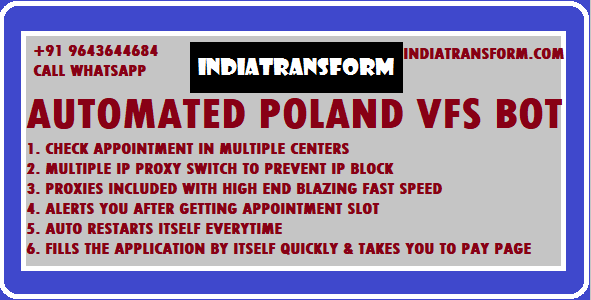 +91 9643644684
CALL WHATSAPP
INDIATRANSFORM
INDIATRANSFORM.COM
AUTOMATED POLAND VFS BOT
1. CHECK APPOINTMENT IN MULTIPLE CENTERS
2. MULTIPLE IP PROXY SWITCH TO PREVENT IP BLOCK
3. PROXIES INCLUDED WITH HIGH END BLAZING FAST SPEED
4. ALERTS YOU AFTER GETTING APPOINTMENT SLOT
5. AUTO RESTARTS ITSELF EVERYTIME
6. FILLS THE APPLICATION BY ITSELF QUICKLY & TAKES YOU TO PAY PAGE